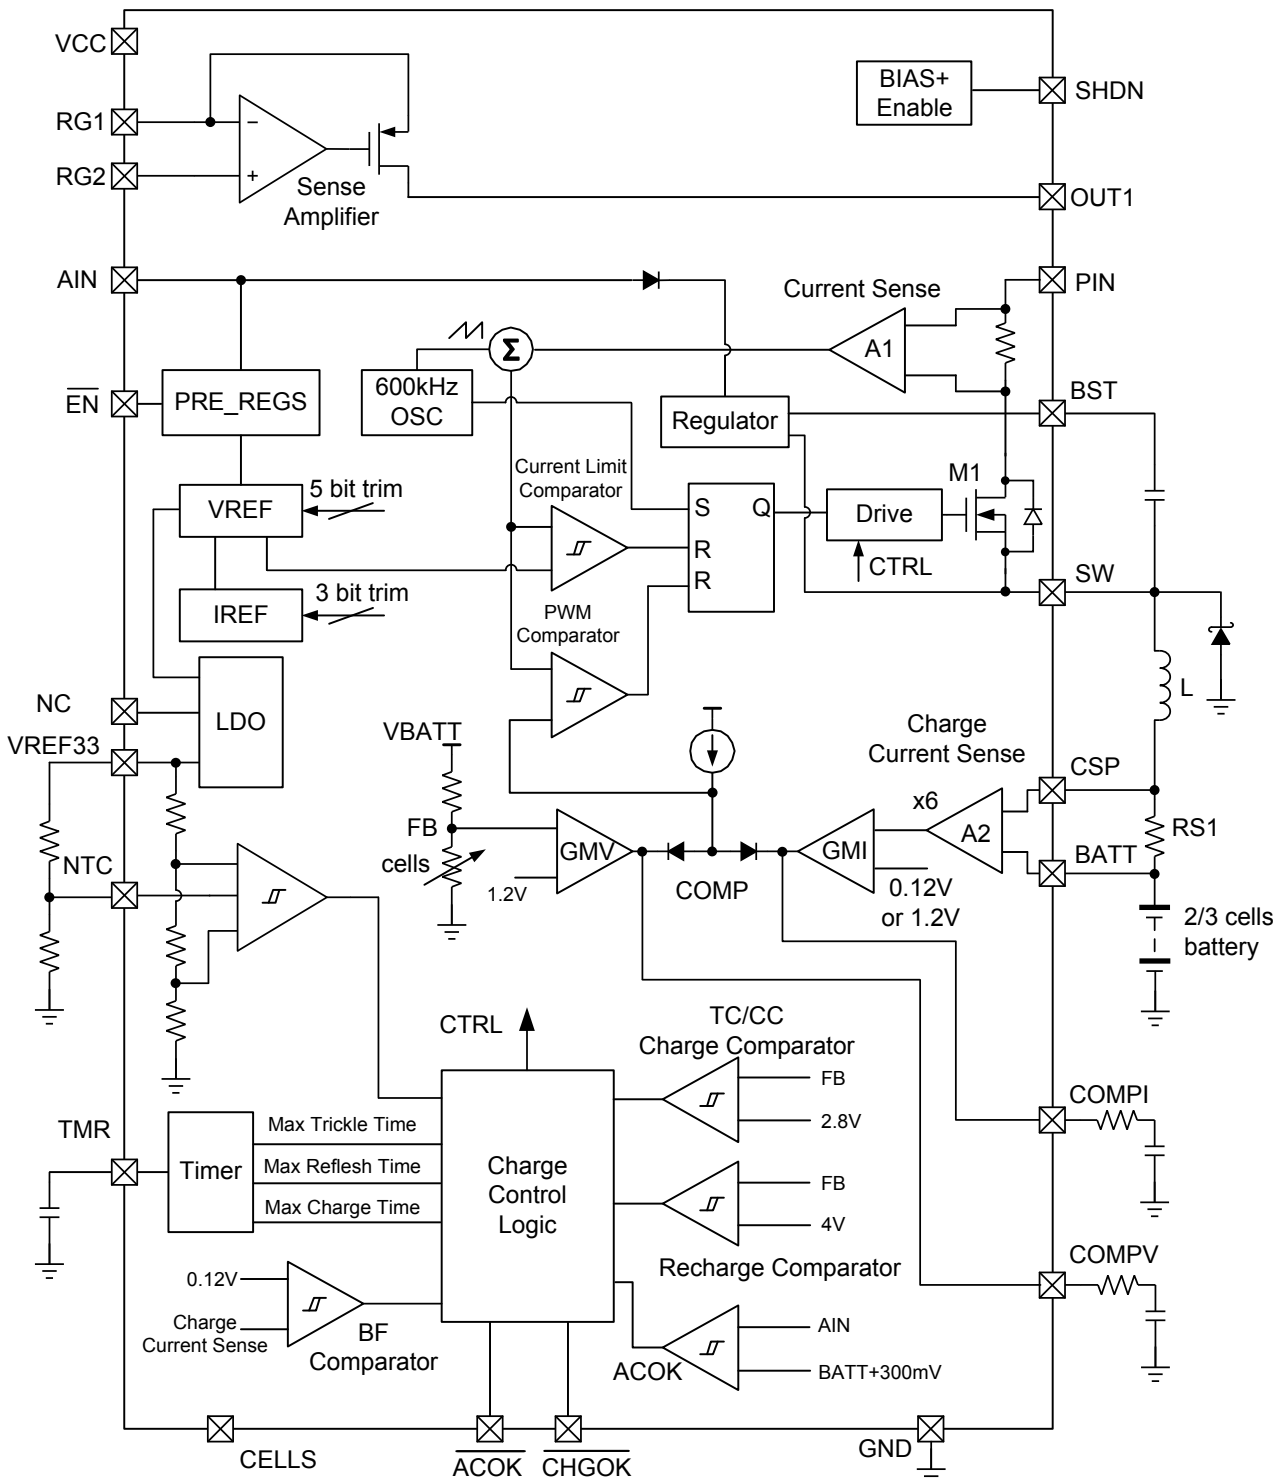 VCC
RG1
RG2
−
+
Sense
Amplifier
BIAS+
Enable
SHDN
OUT1
AIN
PIN
Current Sense
A1
Σ
600kHz
OSC
EN
PRE_REGS
Regulator
BST
VREF
5 bit trim
Current Limit
Comparator
S
R
R
Q
Drive
CTRL
M1
SW
IREF
3 bit trim
PWM
Comparator
L
NC
LDO
VREF33
VBATT
FB
cells
1.2V
GMV
COMP
GMI
x6
0.12V
or 1.2V
Charge
Current Sense
A2
CSP
RS1
BATT
2/3 cells
battery
NTC
CTRL
TC/CC
Charge Comparator
FB
2.8V
COMPI
TMR
Timer
Max Trickle Time
Max Reflesh Time
Max Charge Time
Charge
Control
Logic
FB
4V
Recharge Comparator
COMPV
0.12V
Charge
Current Sense
BF
Comparator
ACOK
AIN
BATT+300mV
CELLS
ACOK
CHGOK
GND